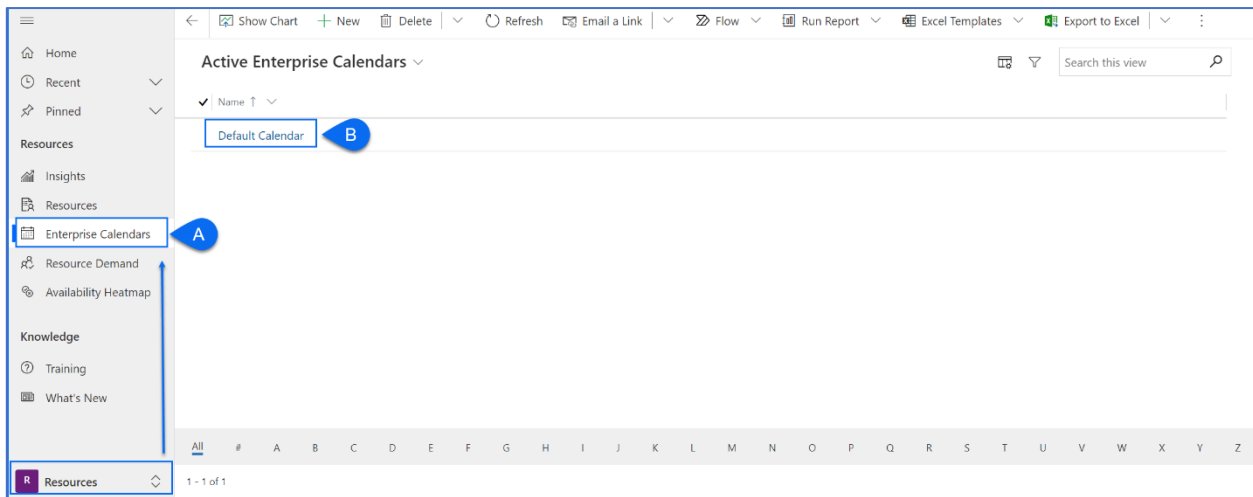 Show Chart New Delete Refresh Email a Link Flow Run Report Excel Templates Export to Excel
Home
Recent
Pinned
Resources
Insights
Resources
Enterprise Calendars
A
Resource Demand
Availability Heatmap
Knowledge
Training
What's New
R Resources
Active Enterprise Calendars
Search this view
Name
Default Calendar
B
All # A B C D E F G H I J K L M N O P Q R S T U V W X Y Z
1 - 1 of 1